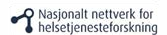 Nasjonalt nettverk for
helsetjenesteforskning